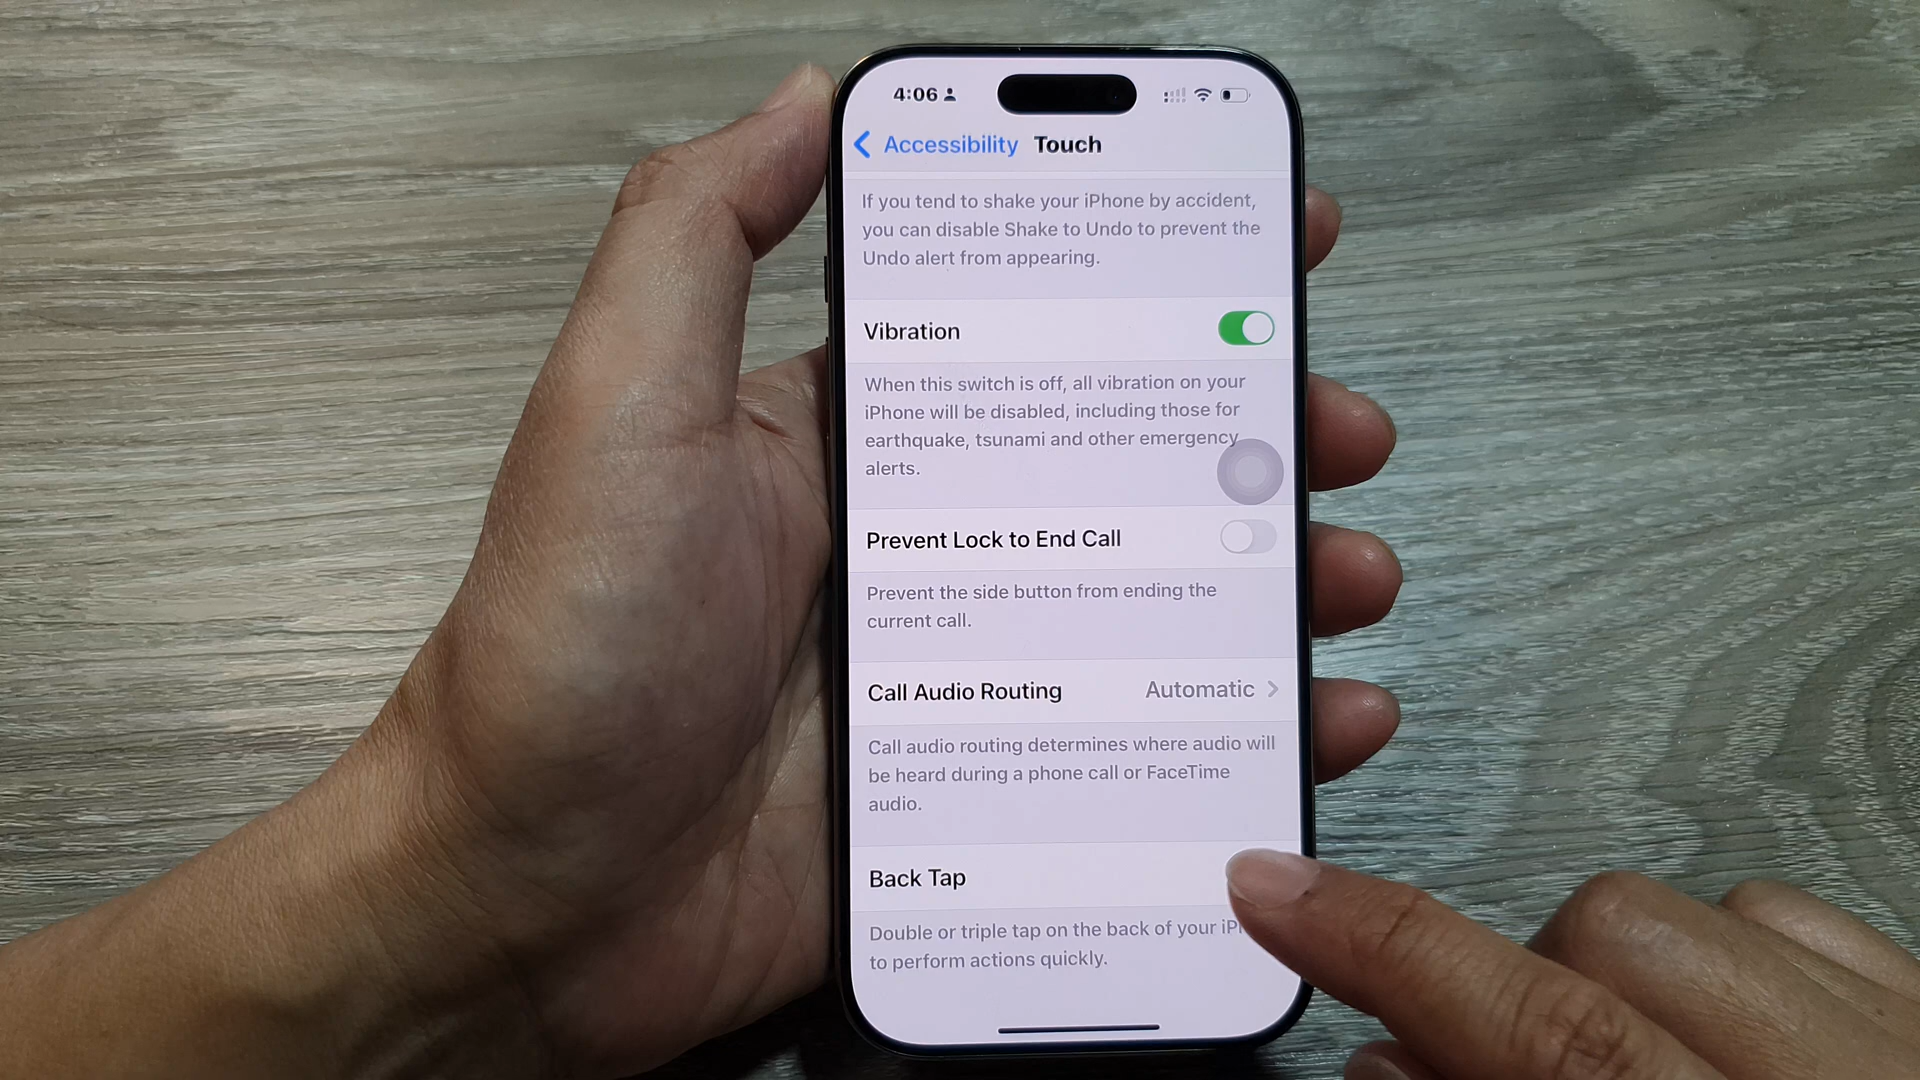 4:06
Accessibility Touch
If you tend to shake your iPhone by accident,
you can disable Shake to Undo to prevent the
Undo alert from appearing.
Vibration
When this switch is off, all vibration on your
iPhone will be disabled, including those for
earthquake, tsunami and other emergency
alerts.
Prevent Lock to End Call
Prevent the side button from ending the
current call.
Call Audio Routing Automatic
Call audio routing determines where audio will
be heard during a phone call or FaceTime
audio.
Back Tap
Double or triple tap on the back of your
to perform actions quickly.